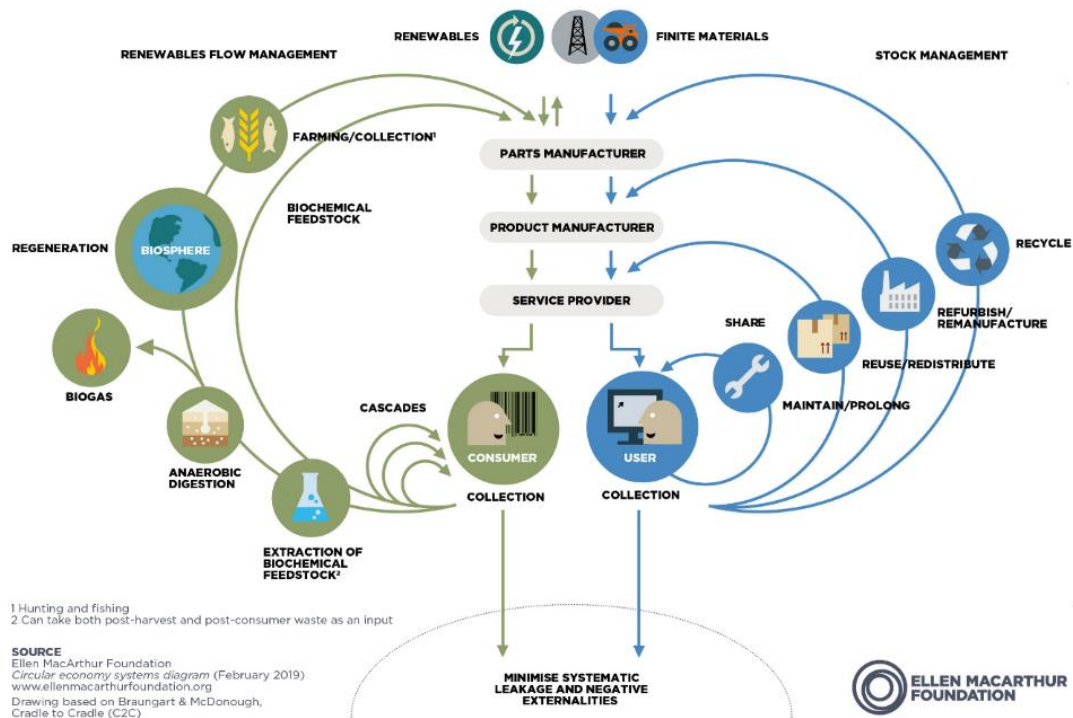 RENEWABLES
FINITE MATERIALS
RENEWABLES FLOW MANAGEMENT
STOCK MANAGEMENT
FARMING/COLLECTION¹
PARTS MANUFACTURER
BIOCHEMICAL
FEEDSTOCK
PRODUCT MANUFACTURER
REGENERATION
BIOSPHERE
RECYCLE
SERVICE PROVIDER
SHARE
REFURBISH/
REMANUFACTURE
REUSE/REDISTRIBUTE
BIOGAS
CASCADES
MAINTAIN/PROLONG
CONSUMER
USER
ANAEROBIC
DIGESTION
COLLECTION
COLLECTION
EXTRACTION OF
BIOCHEMICAL
FEEDSTOCK²
1 Hunting and fishing
2 Can take both post-harvest and post-consumer waste as an input
SOURCE
Ellen MacArthur Foundation
Circular economy systems diagram (February 2019)
www.ellenmacarthurfoundation.org
Drawing based on Braungart & McDonough,
Cradle to Cradle (C2C)
MINIMISE SYSTEMATIC
LEAKAGE AND NEGATIVE
EXTERNALITIES
ELLEN MACARTHUR
FOUNDATION